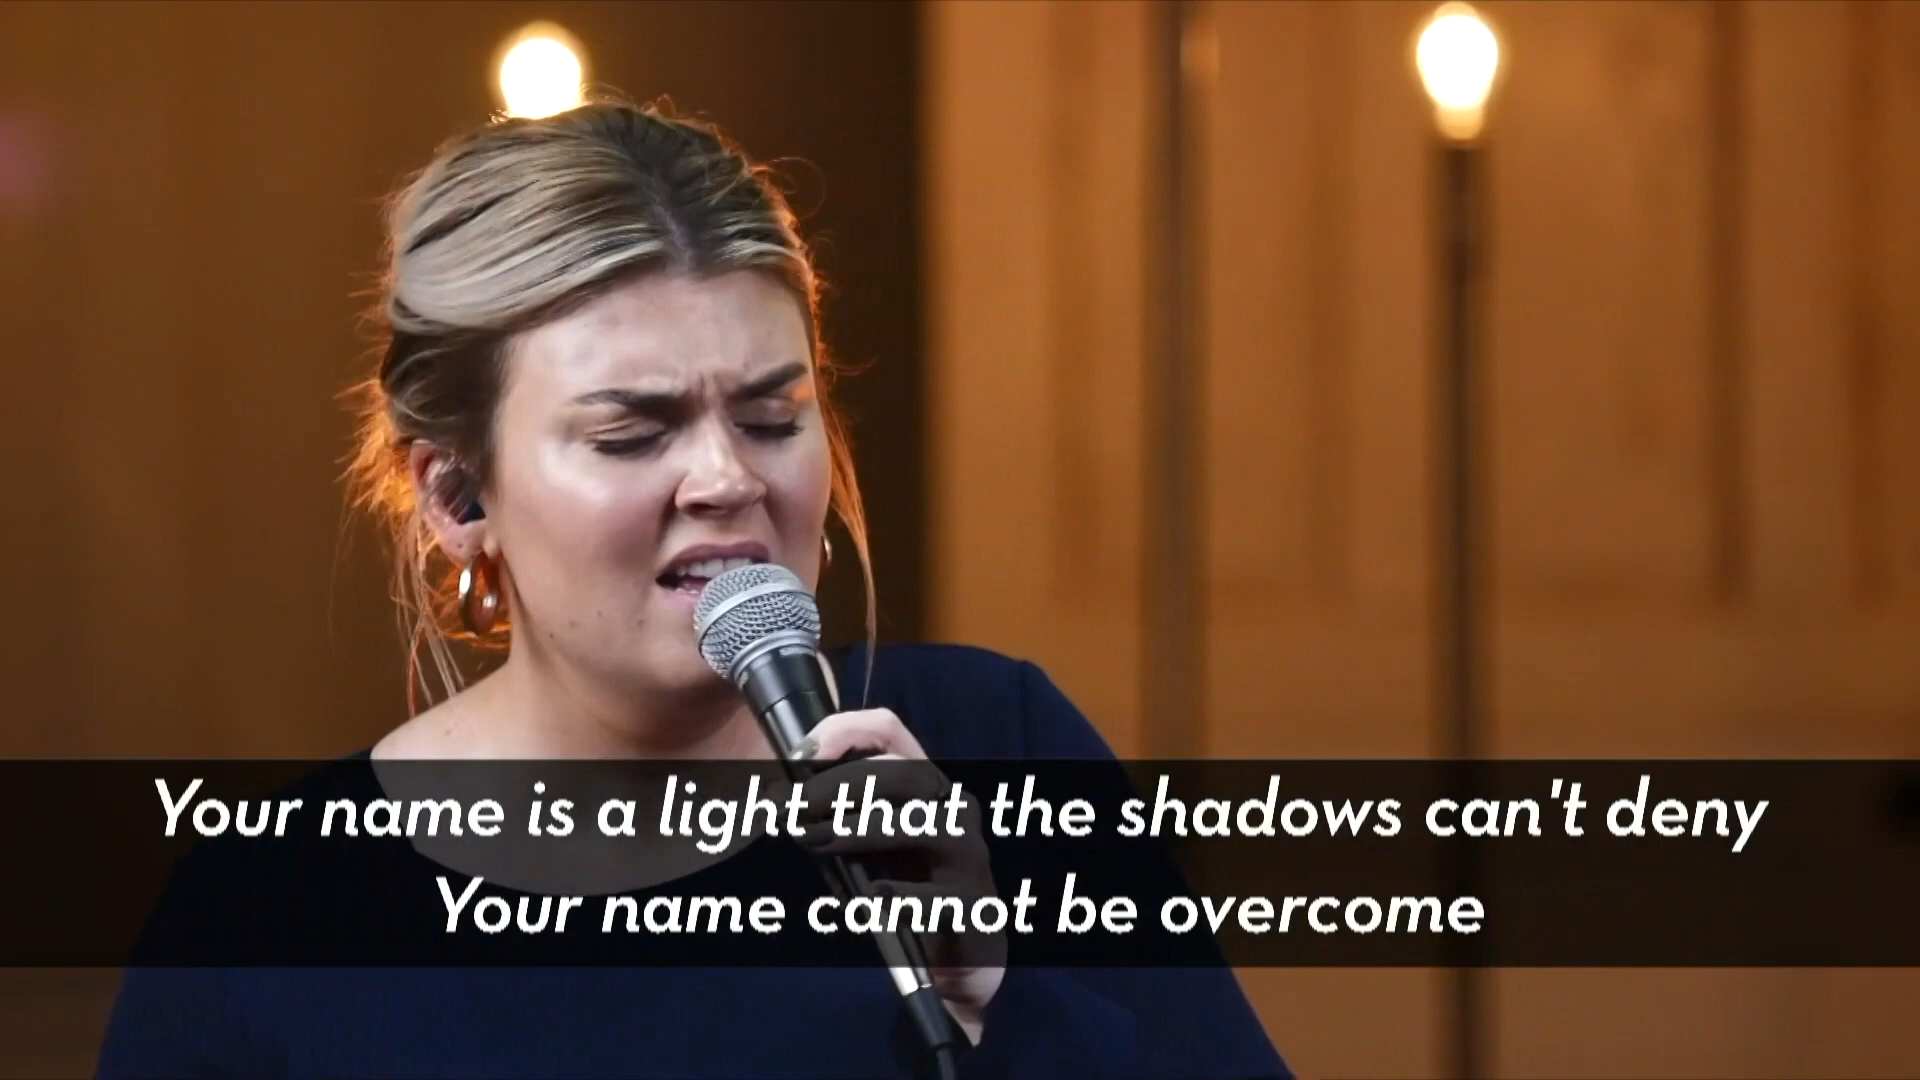 Your name is a light that the shadows can't deny
Your name cannot be overcome